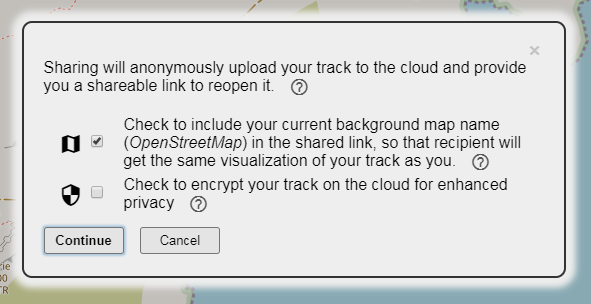 ×
Sharing will anonymously upload your track to the cloud and provide
you a shareable link to reopen it. ?
Check to include your current background map name
(OpenStreetMap) in the shared link, so that recipient will
get the same visualization of your track as you. ?
Check to encrypt your track on the cloud for enhanced
privacy ?
Continue Cancel